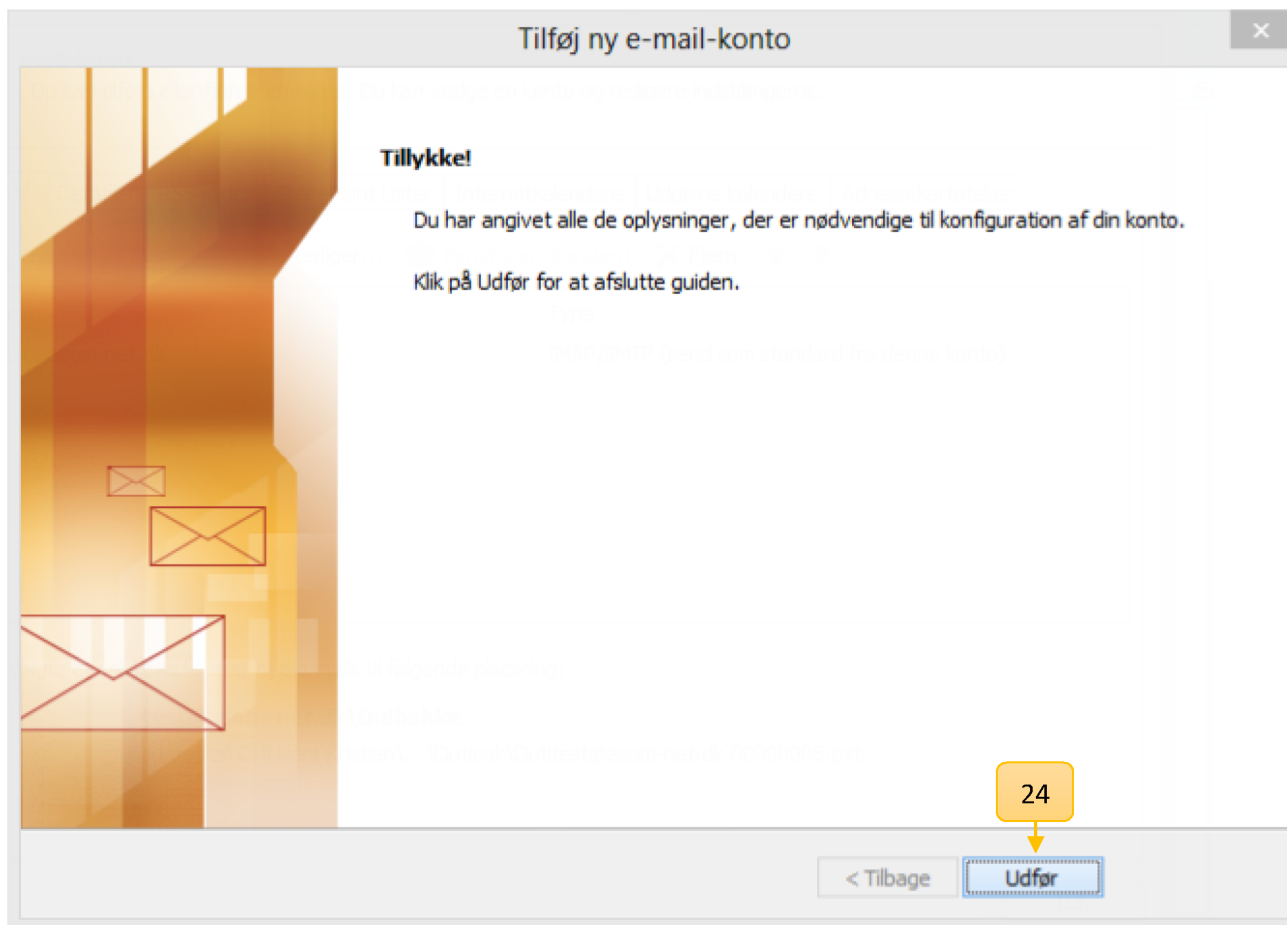 Tilføj ny e-mail-konto
Tillykke!
Du har angivet alle de oplysninger, der er nødvendige til konfiguration af din konto.
Klik på Udfør for at afslutte guiden.
24
< Tilbage
Udfør